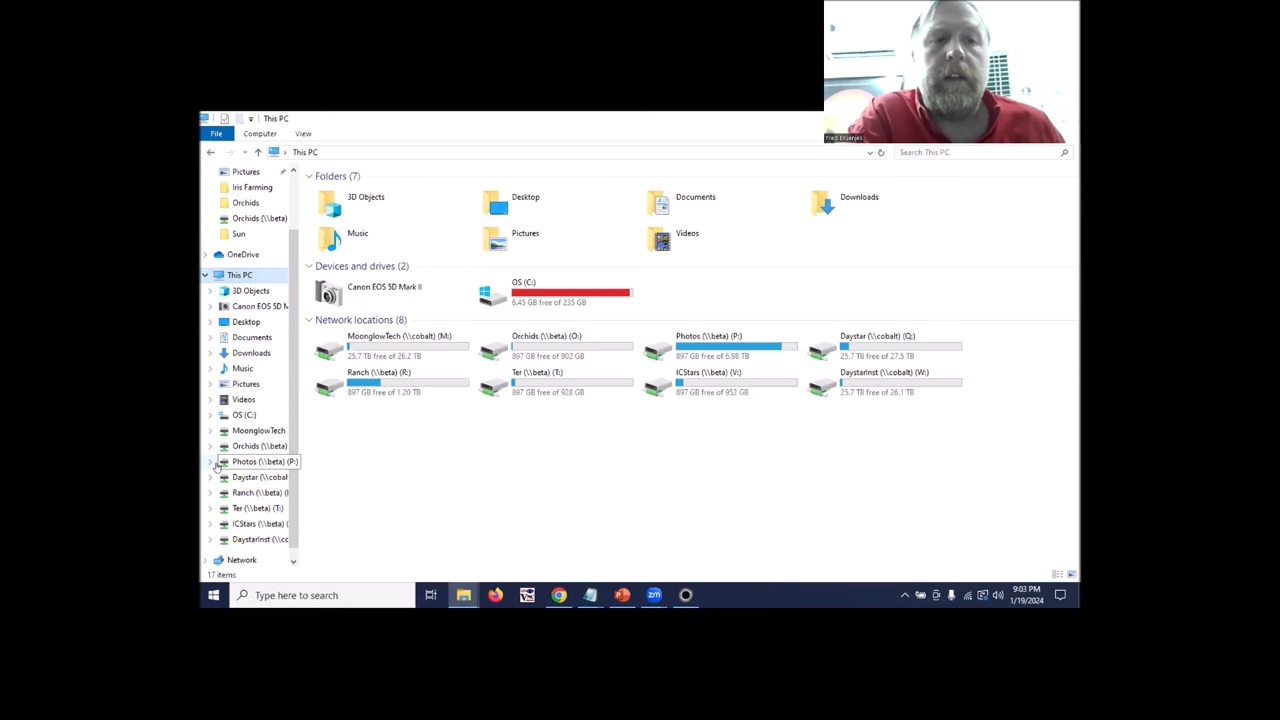 Fred Bruenjes
This PC
File Computer View
This PC Search This PC
Pictures
Iris Farming
Orchids
Orchids (\\beta)
Sun
OneDrive
This PC
3D Objects
Canon EOS 5D M
Desktop
Documents
Downloads
Music
Pictures
Videos
OS (C:)
MoonglowTech
Orchids (\\beta)
Photos (\\beta) (P:)
Daystar (\\cobal
Ranch (\\beta) (
Ter (\\beta) (T:)
ICStars (\\beta) (
DaystarInst (\\co
Network
17 items
Folders (7)
3D Objects Desktop Documents Downloads
Music Pictures Videos
Devices and drives (2)
Canon EOS 5D Mark II
OS (C:)
6.45 GB free of 235 GB
Network locations (8)
MoonglowTech (\\cobalt) (M:)
25.7 TB free of 26.2 TB
Orchids (\\beta) (O:)
897 GB free of 902 GB
Photos (\\beta) (P:)
897 GB free of 6.98 TB
Daystar (\\cobalt) (Q:)
25.7 TB free of 27.5 TB
Ranch (\\beta) (R:)
897 GB free of 1.20 TB
Ter (\\beta) (T:)
897 GB free of 928 GB
ICStars (\\beta) (V:)
897 GB free of 952 GB
DaystarInst (\\cobalt) (W:)
25.7 TB free of 26.1 TB
Type here to search
zm
9:03 PM
1/19/2024